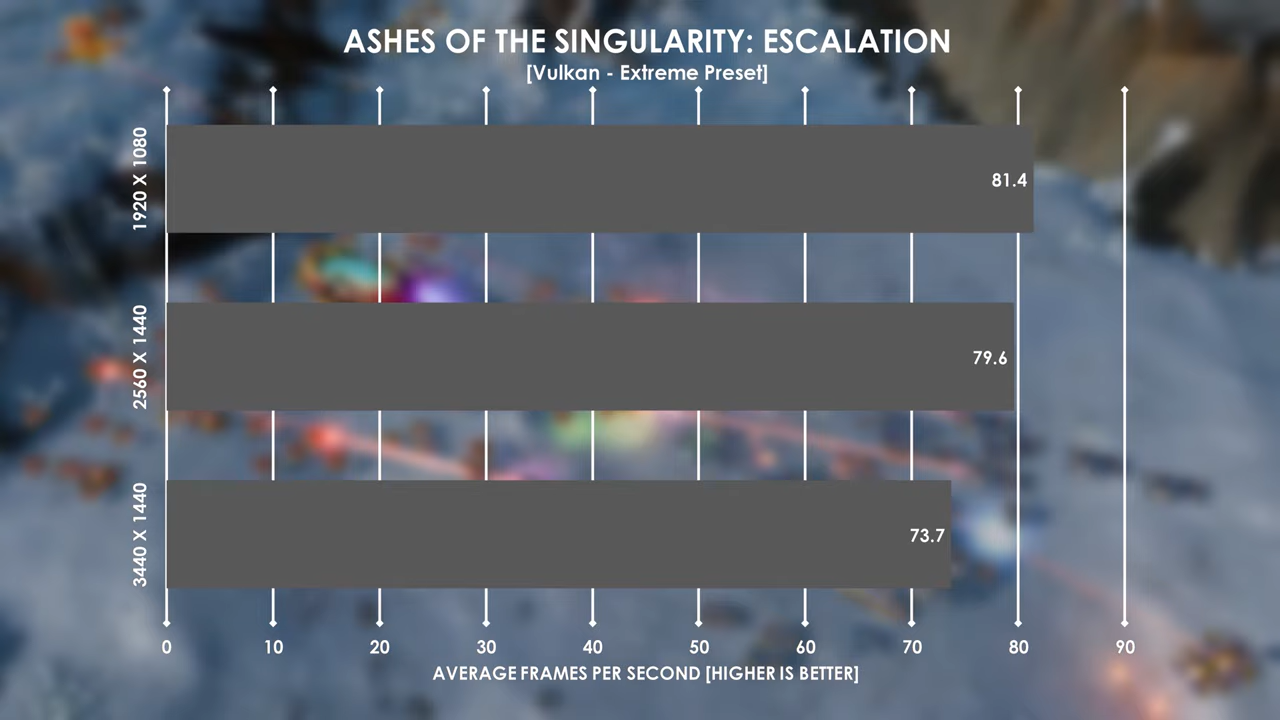 ASHES OF THE SINGULARITY: ESCALATION
[Vulkan - Extreme Preset]
1920 X 1080
81.4
2560 X 1440
79.6
3440 X 1440
73.7
0 10 20 30 40 50 60 70 80 90
AVERAGE FRAMES PER SECOND [HIGHER IS BETTER]